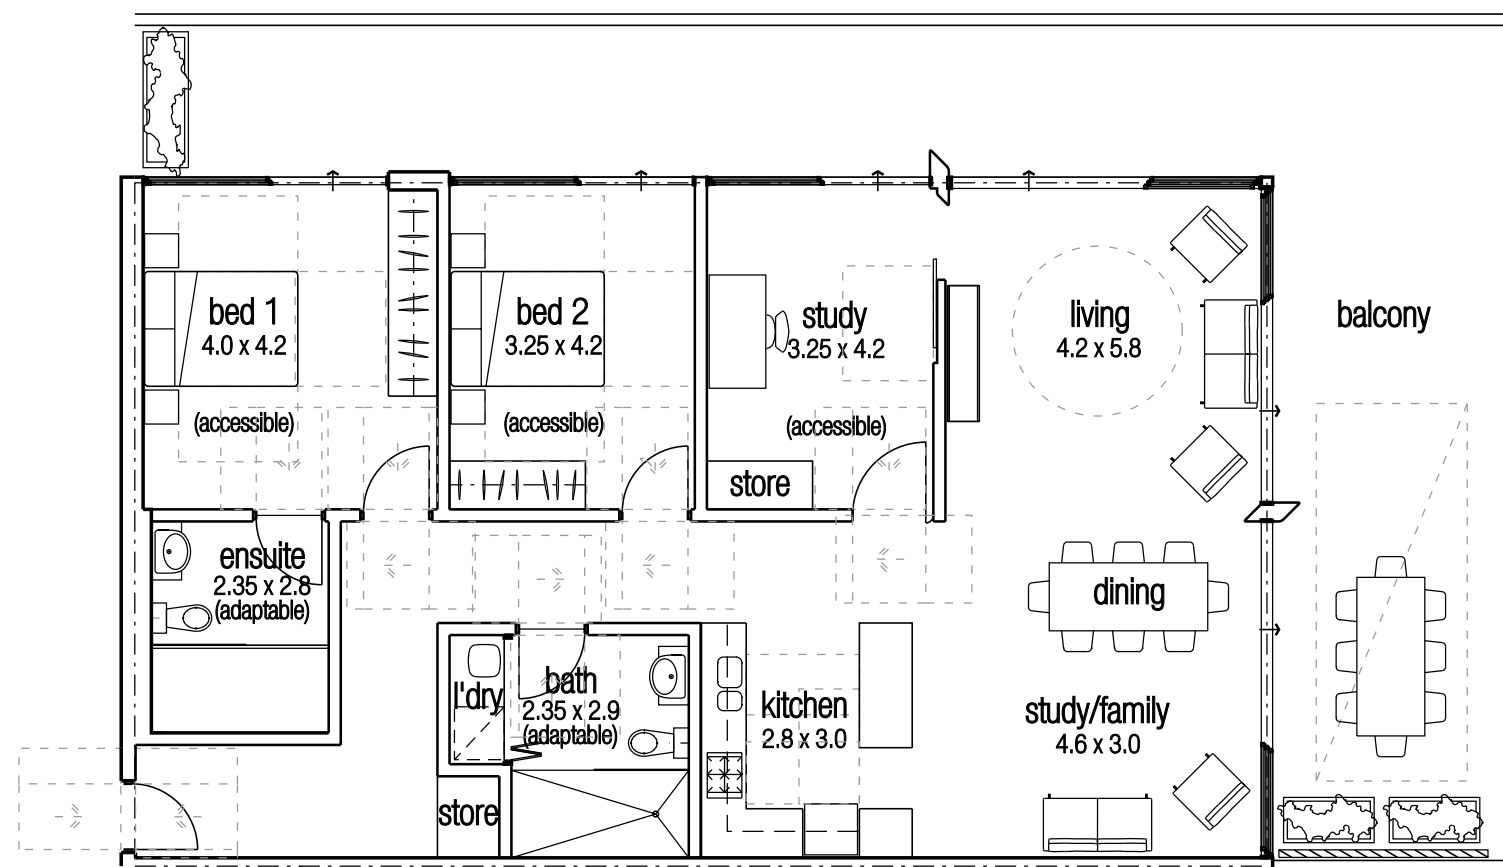 bed 1
4.0 x 4.2
(accessible)
bed 2
3.25 x 4.2
(accessible)
study
3.25 x 4.2
(accessible)
store
living
4.2 x 5.8
balcony
ensuite
2.35 x 2.8
(adaptable)
dining
l'dry
bath
2.35 x 2.9
(adaptable)
kitchen
2.8 x 3.0
study/family
4.6 x 3.0
store